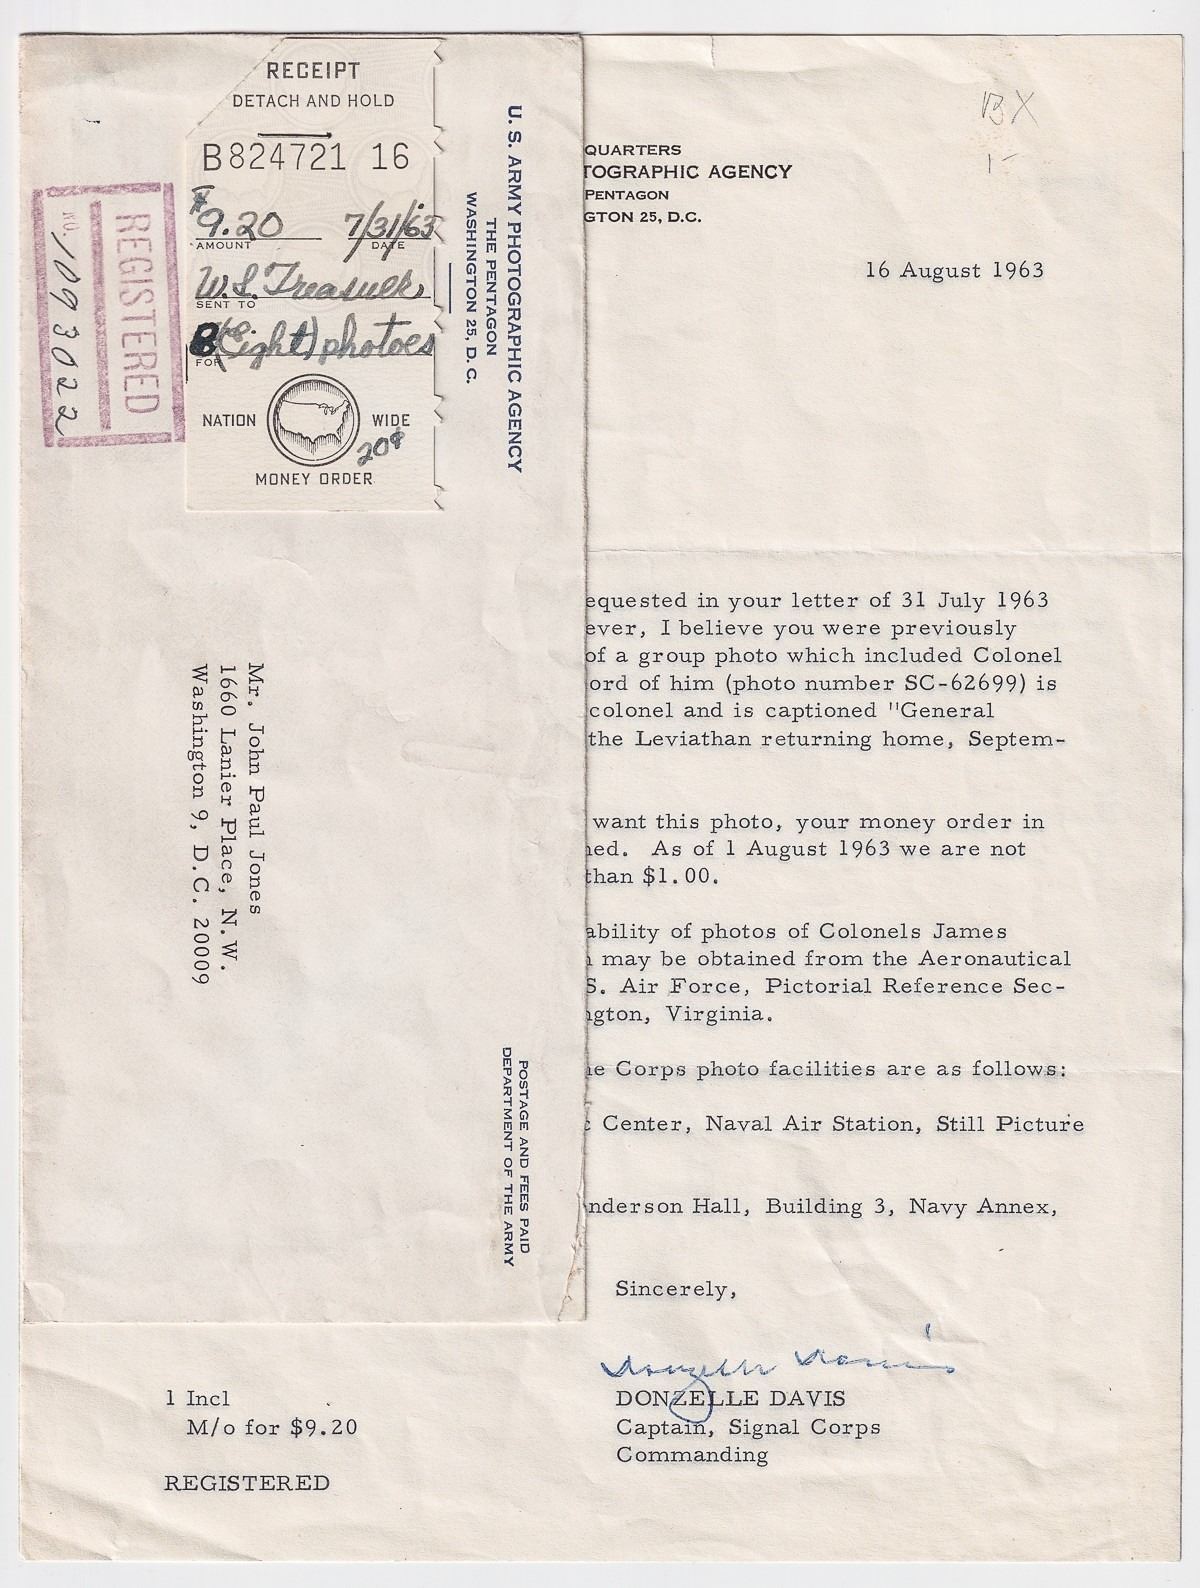 RECEIPT
DETACH AND HOLD
B824721 16
$9.20 7/31/63
AMOUNT DATE
SENT TO
8 (Eight) photoes
FOR
NATION WIDE
20¢
MONEY ORDER
REGISTERED
NO. 1093022
U. S. ARMY PHOTOGRAPHIC AGENCY
THE PENTAGON
WASHINGTON 25, D. C.
Mr. John Paul Jones
1660 Lanier Place, N.W.
Washington 9, D.C. 20009
POSTAGE AND FEES PAID
DEPARTMENT OF THE ARMY
BX
QUARTERS
TOGRAPHIC AGENCY
PENTAGON
GTON 25, D.C.
16 August 1963
equested in your letter of 31 July 1963
ever, I believe you were previously
of a group photo which included Colonel
ord of him (photo number SC-62699) is
colonel and is captioned "General
the Leviathan returning home, Septem-
want this photo, your money order in
ned. As of 1 August 1963 we are not
than $1.00.
ability of photos of Colonels James
may be obtained from the Aeronautical
S. Air Force, Pictorial Reference Sec-
ngton, Virginia.
e Corps photo facilities are as follows:
Center, Naval Air Station, Still Picture
nderson Hall, Building 3, Navy Annex,
Sincerely,
Donzelle Davis
DONZELLE DAVIS
Captain, Signal Corps
Commanding
1 Incl
M/o for $9.20
REGISTERED